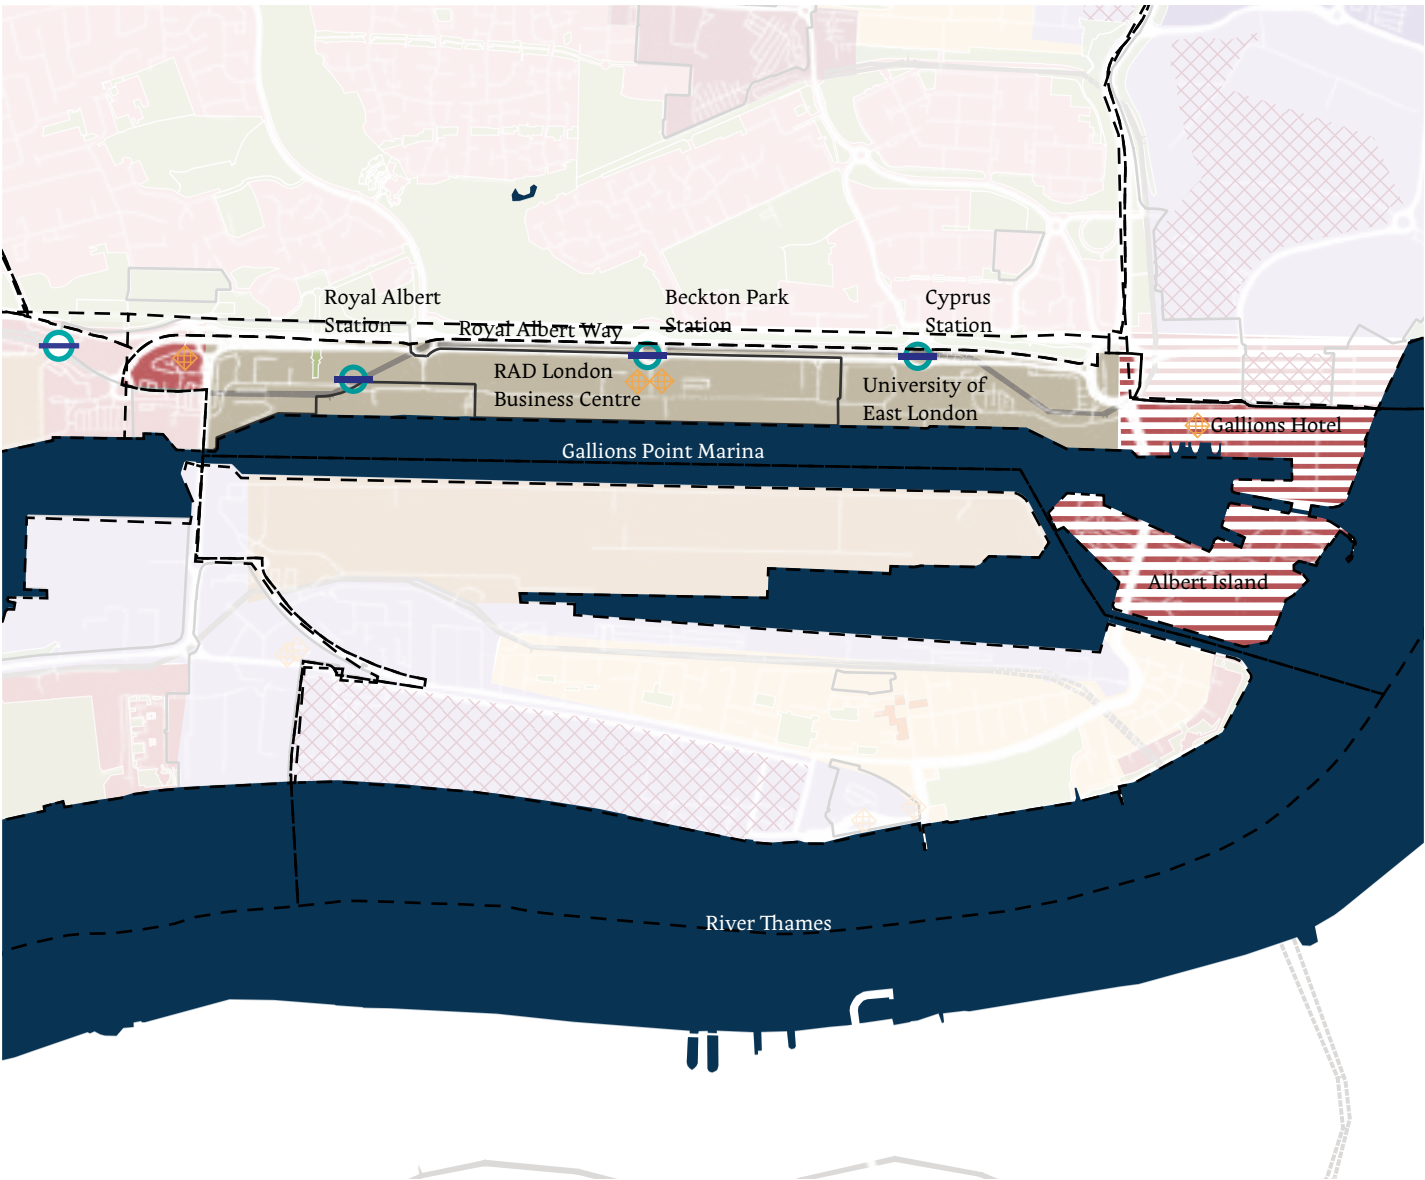 Royal Albert
Station
Royal Albert Way
Beckton Park
Station
Cyprus
Station
RAD London
Business Centre
University of
East London
Gallions Hotel
Gallions Point Marina
Albert Island
River Thames